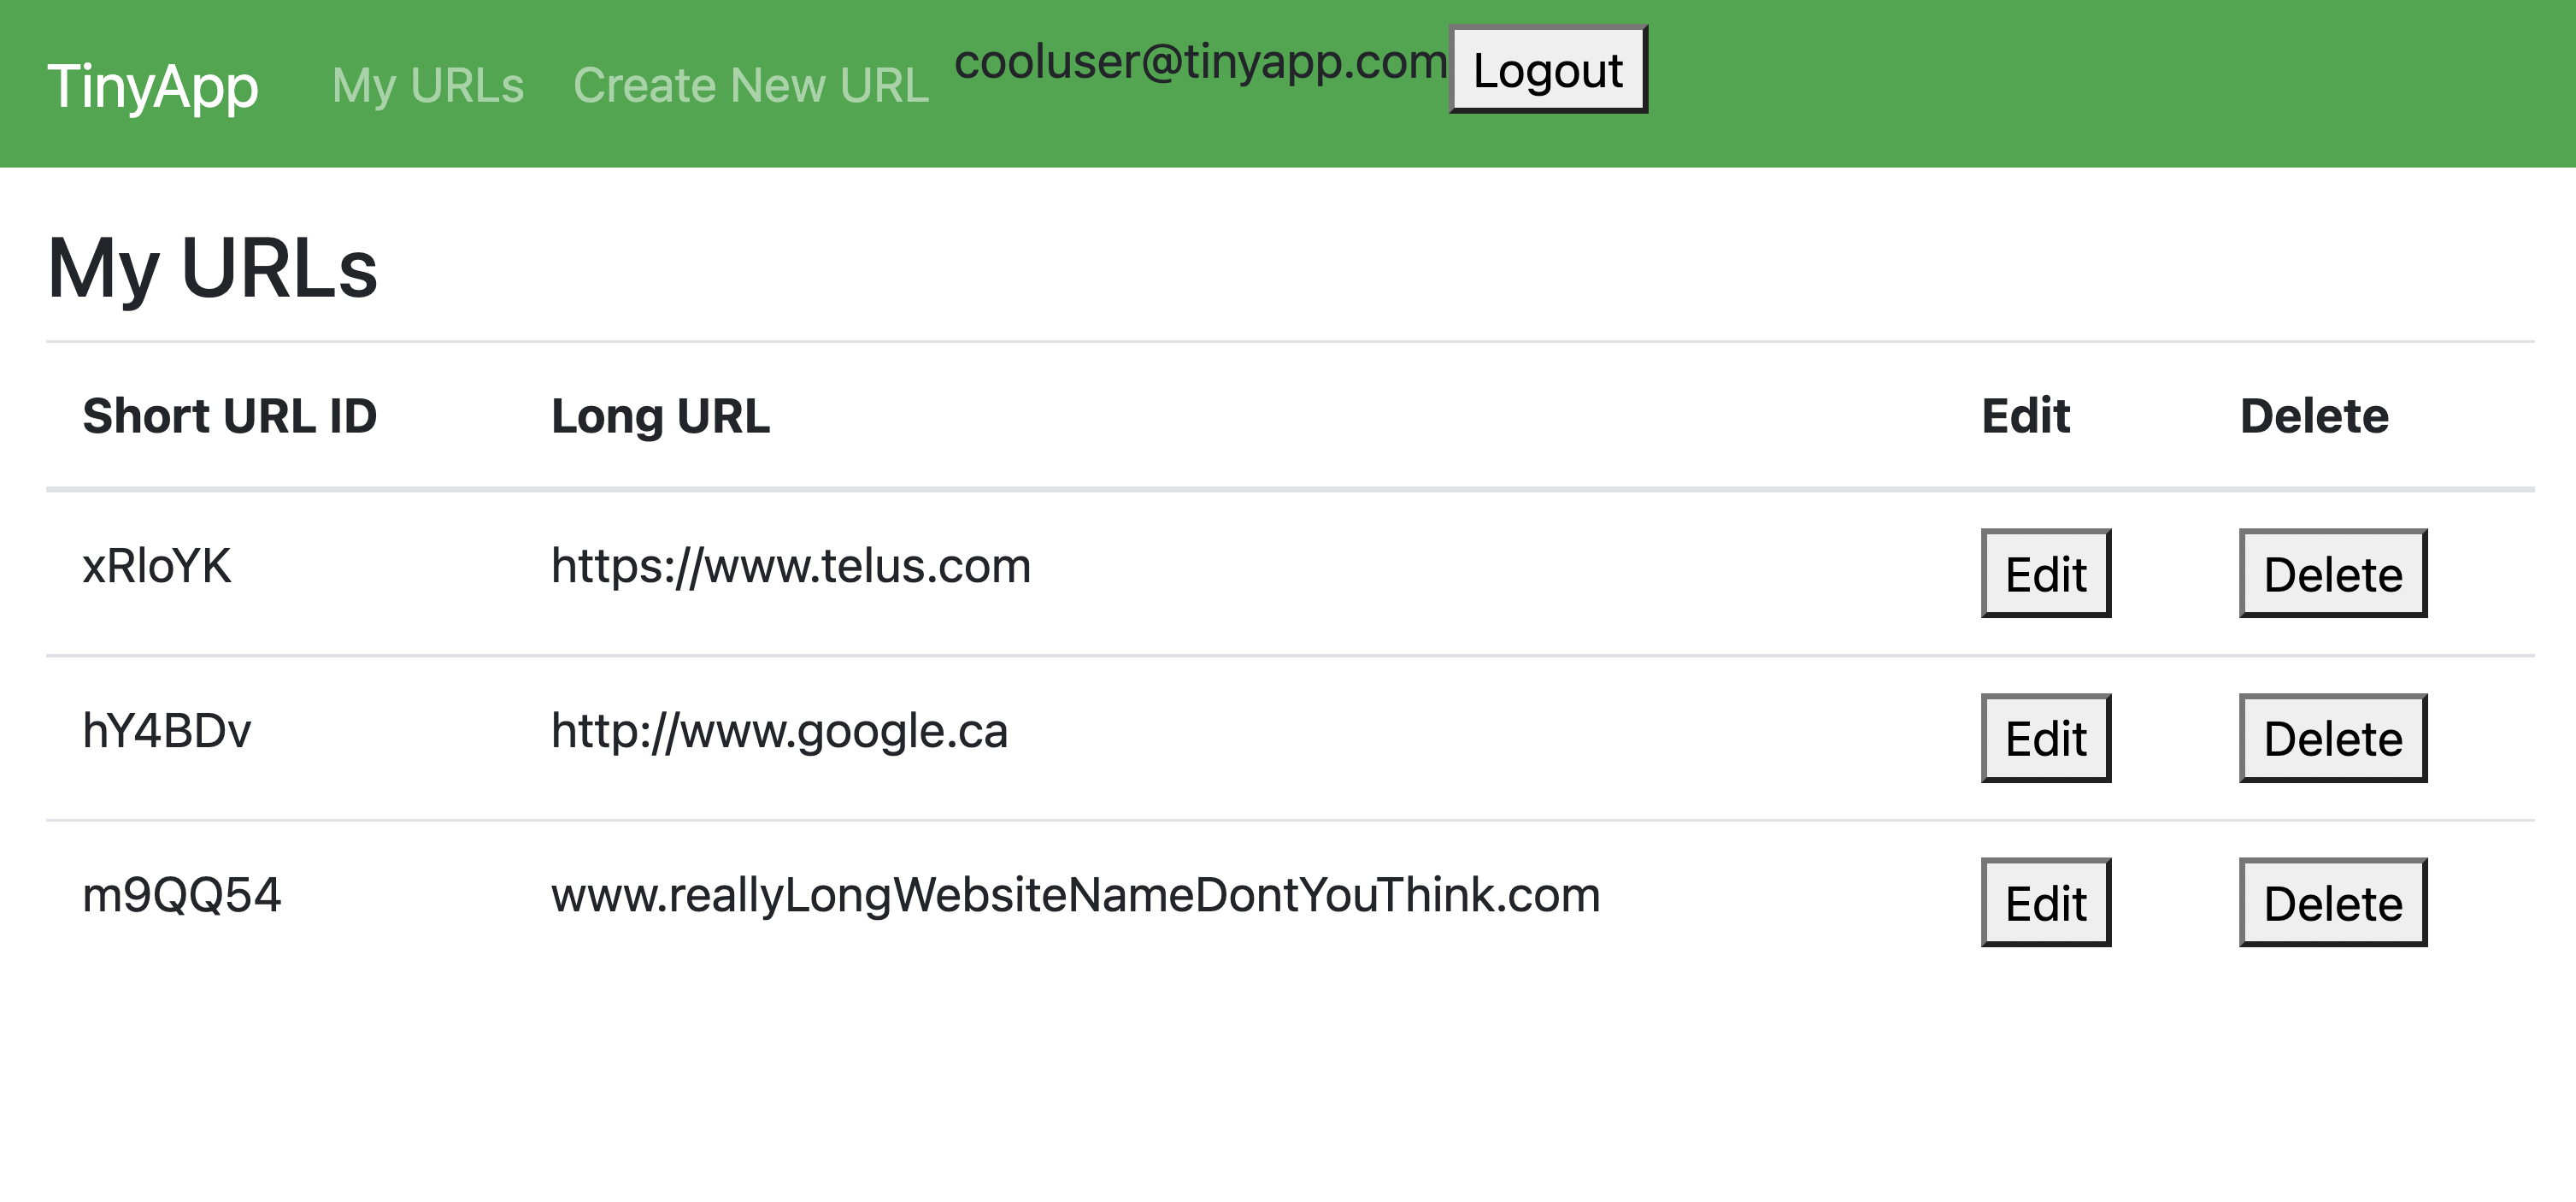 TinyApp My URLs Create New URL cooluser@tinyapp.com Logout
My URLs
Short URL ID Long URL Edit Delete
xRloYK https://www.telus.com Edit Delete
hY4BDv http://www.google.ca Edit Delete
m9QQ54 www.reallyLongWebsiteNameDontYouThink.com Edit Delete